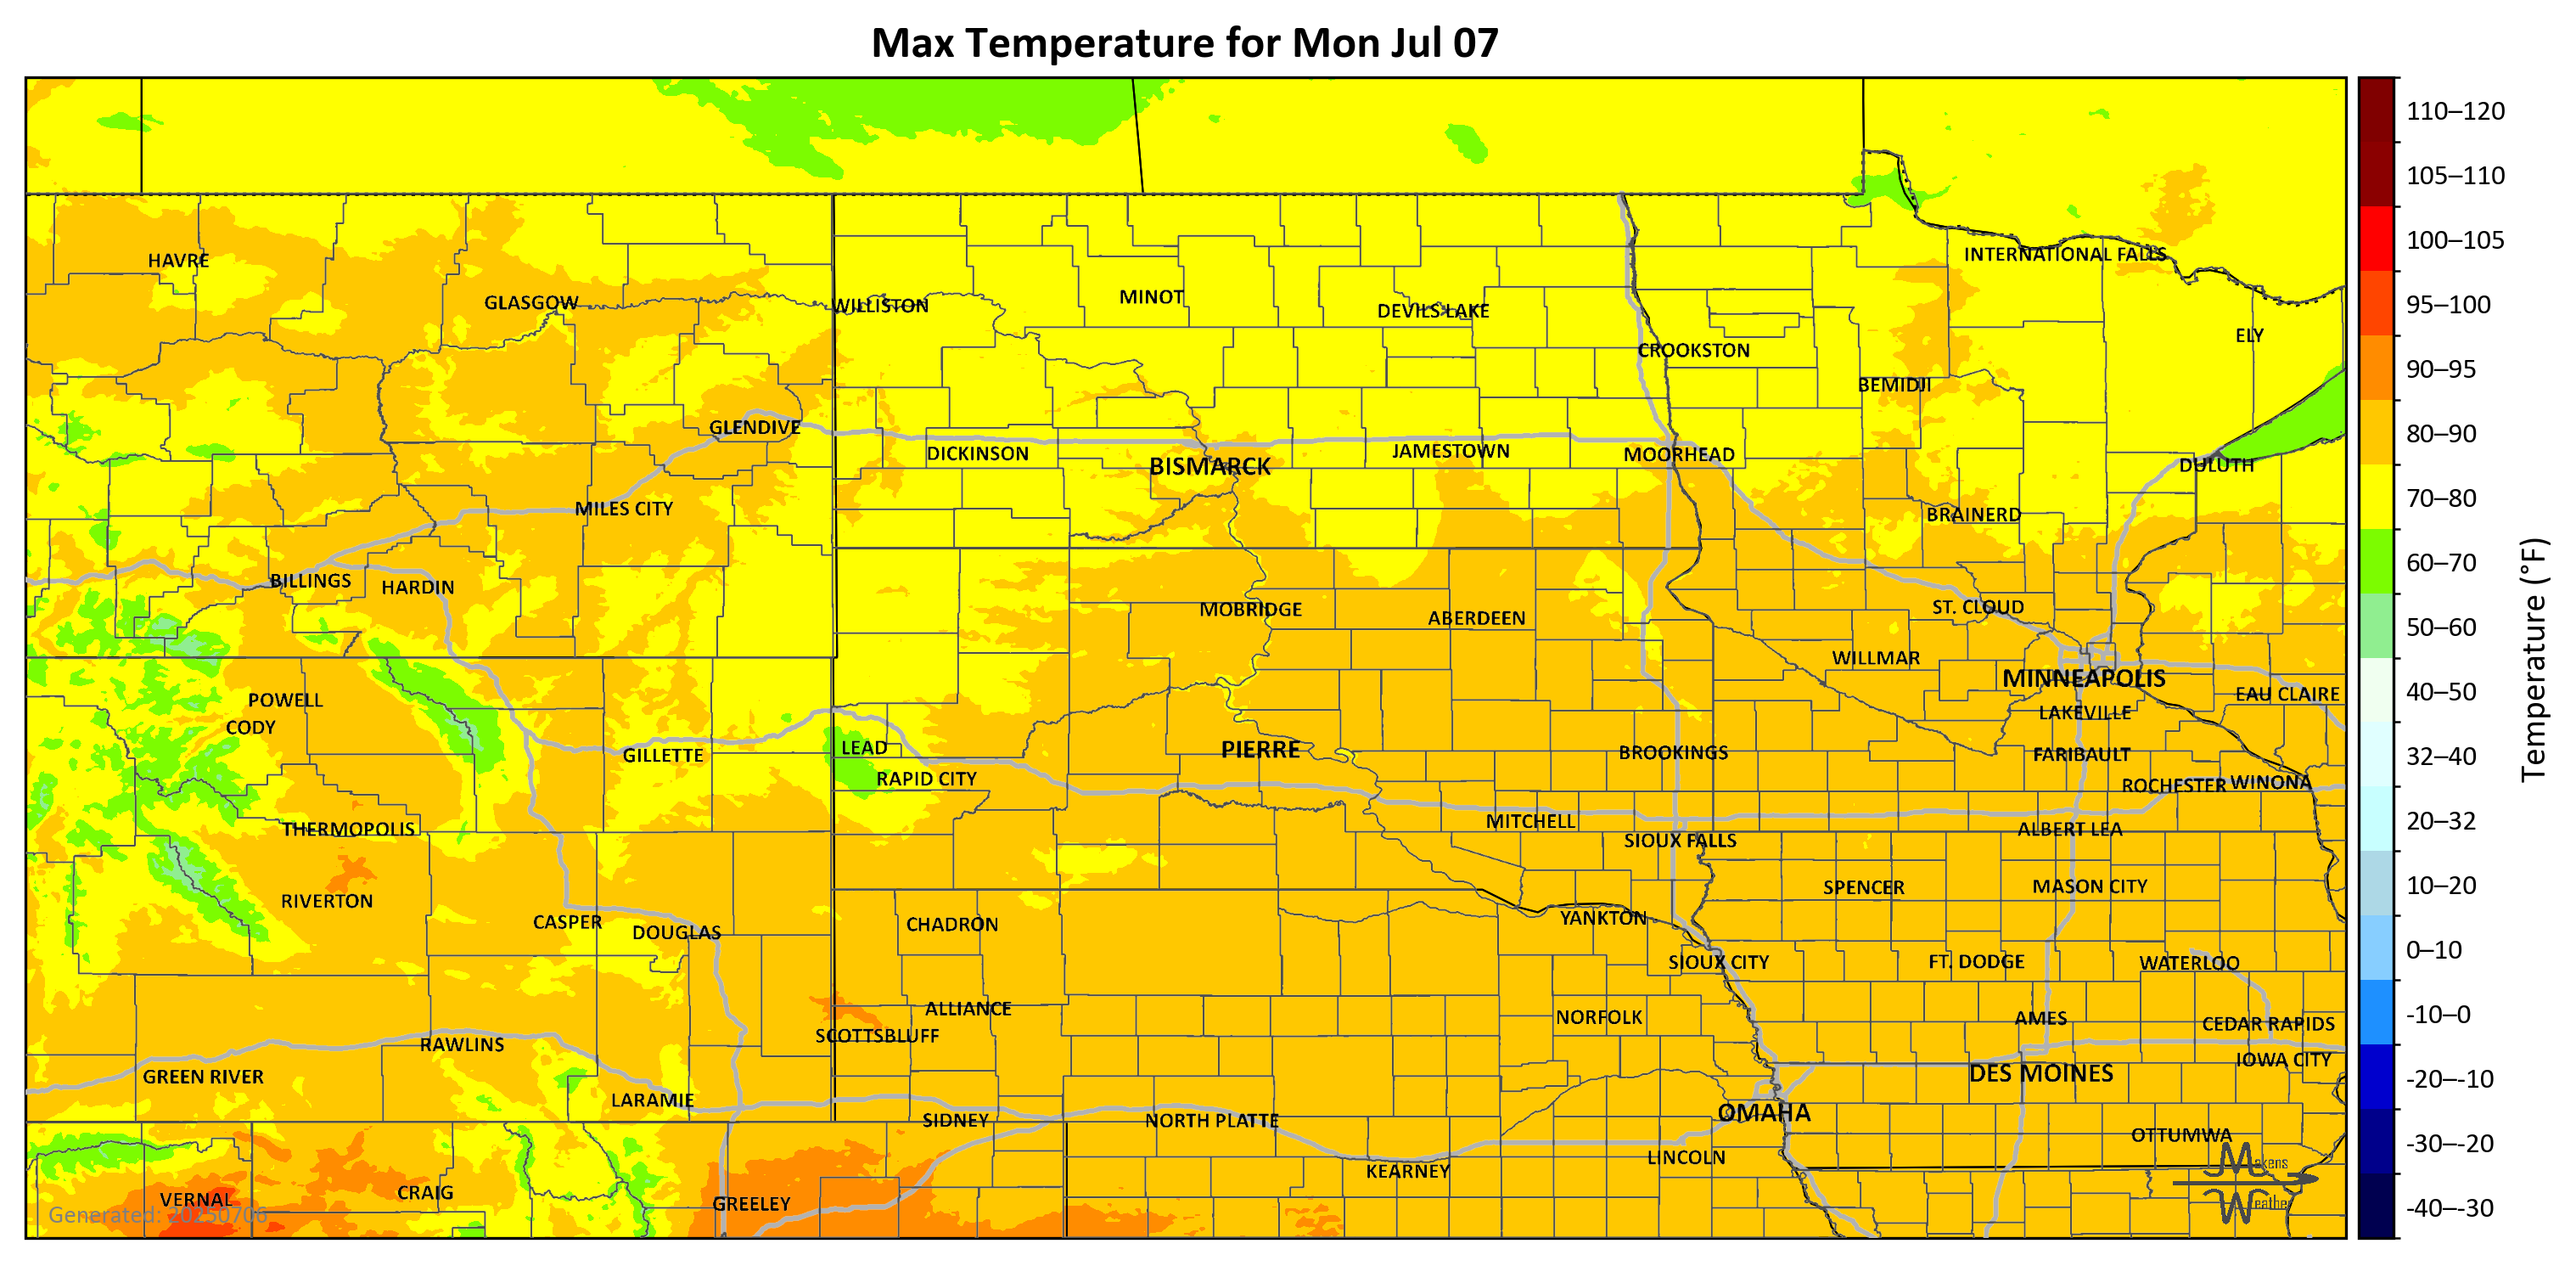 Max Temperature for Mon Jul 07
110–120
105–110
100–105
95–100
90–95
80–90
70–80
60–70
50–60
40–50
32–40
20–32
10–20
0–10
-10–0
-20–-10
-30–-20
-40–-30
Temperature (°F)
HAVRE
INTERNATIONAL FALLS
GLASGOW
WILLISTON
MINOT
DEVILS LAKE
ELY
CROOKSTON
BEMIDJI
GLENDIVE
DICKINSON
BISMARCK
JAMESTOWN
MOORHEAD
DULUTH
MILES CITY
BRAINERD
BILLINGS
HARDIN
MOBRIDGE
ABERDEEN
ST. CLOUD
WILLMAR
MINNEAPOLIS
POWELL
EAU CLAIRE
CODY
LAKEVILLE
GILLETTE
LEAD
PIERRE
BROOKINGS
FARIBAULT
RAPID CITY
ROCHESTER
WINONA
THERMOPOLIS
MITCHELL
SIOUX FALLS
ALBERT LEA
RIVERTON
SPENCER
MASON CITY
CASPER
DOUGLAS
CHADRON
YANKTON
SIOUX CITY
FT. DODGE
WATERLOO
ALLIANCE
SCOTTSBLUFF
NORFOLK
AMES
CEDAR RAPIDS
RAWLINS
IOWA CITY
GREEN RIVER
DES MOINES
LARAMIE
SIDNEY
NORTH PLATTE
OMAHA
OTTUMWA
KEARNEY
LINCOLN
VERNAL
CRAIG
GREELEY
Generated: 20250706
Makens
Weather